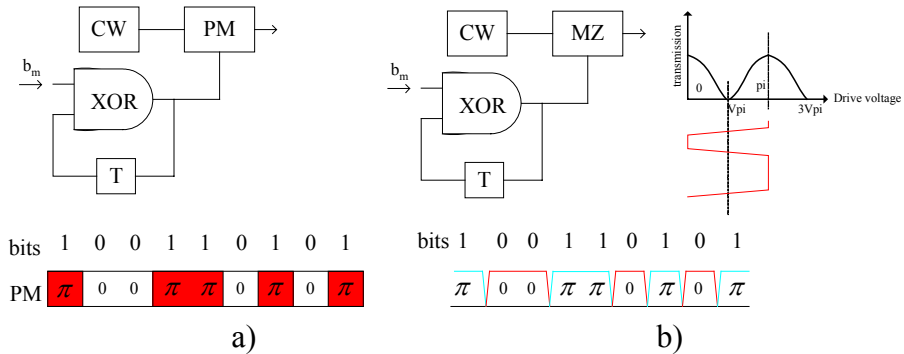 CW
PM
b_m
XOR
T
CW
MZ
b_m
XOR
T
transmission
0
pi
Vpi
3Vpi
Drive voltage
bits 1 0 0 1 1 0 1 0 1
PM π 0 0 π π 0 π 0 π
a)
bits 1 0 0 1 1 0 1 0 1
π 0 0 π π 0 π 0 π
b)